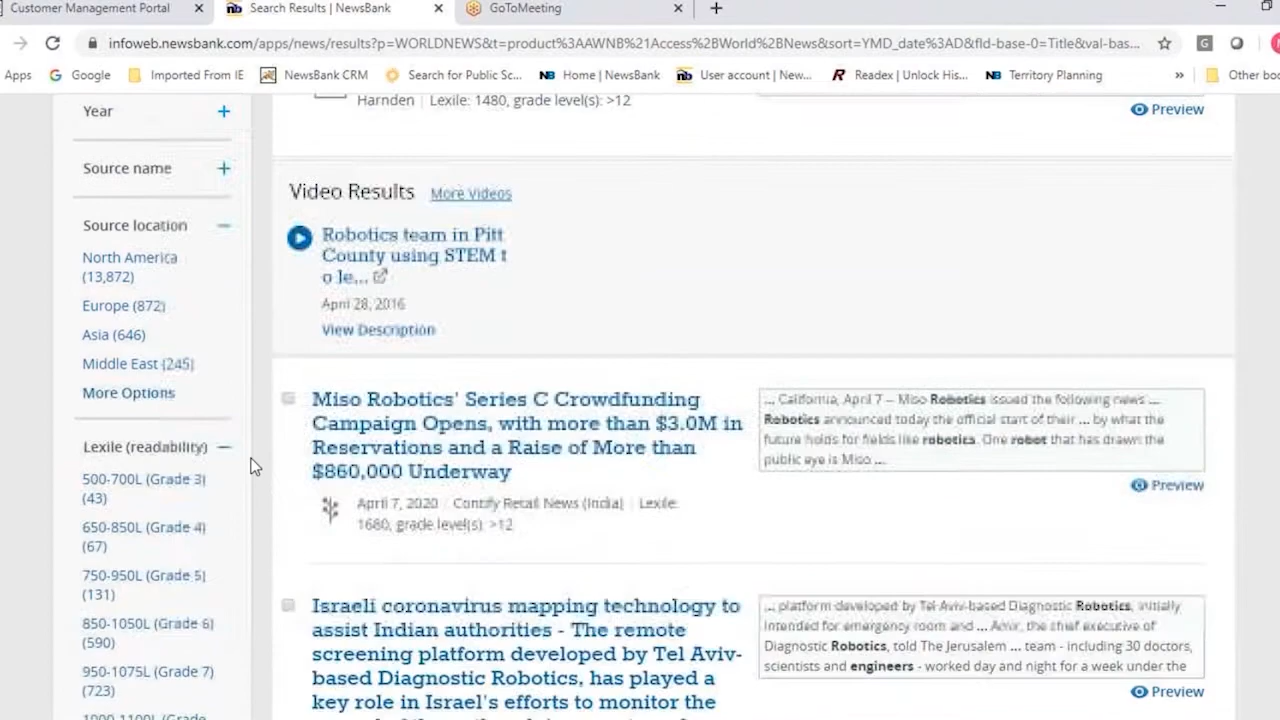 Customer Management Portal
Search Results | NewsBank
GoToMeeting
infoweb.newsbank.com/apps/news/results?p=WORLDNEWS&t=product%3AAWNB%21Access%2BWorld%2BNews&sort=YMD_date%3AD&fld-base-0=Title&val-bas...
Apps
Google
Imported From IE
NewsBank CRM
Search for Public Sc...
Home | NewsBank
User account | New...
Readex | Unlock His...
Territory Planning
»
Other boo
Year
Source name
Source location
North America
(13,872)
Europe (872)
Asia (646)
Middle East (245)
More Options
Lexile (readability)
500-700L (Grade 3)
(43)
650-850L (Grade 4)
(67)
750-950L (Grade 5)
(131)
850-1050L (Grade 6)
(590)
950-1075L (Grade 7)
(723)
1000-1100L (Grade
Harnden | Lexile: 1480, grade level(s): >12
Preview
Video Results More Videos
Robotics team in Pitt
County using STEM t
o le...
April 28, 2016
View Description
Miso Robotics' Series C Crowdfunding
Campaign Opens, with more than $3.0M in
Reservations and a Raise of More than
$860,000 Underway
April 7, 2020 | Contify Retail News (India) | Lexile:
1680, grade level(s): >12
... California, April 7 -- Miso Robotics issued the following news ...
Robotics announced today the official start of their ... by what the
future holds for fields like robotics. One robot that has drawn the
public eye is Miso ...
Preview
Israeli coronavirus mapping technology to
assist Indian authorities - The remote
screening platform developed by Tel Aviv-
based Diagnostic Robotics, has played a
key role in Israel's efforts to monitor the
... platform developed by Tel Aviv-based Diagnostic Robotics, initially
intended for emergency room and ... Amir, the chief executive of
Diagnostic Robotics, told The Jerusalem ... team - including 30 doctors,
scientists and engineers - worked day and night for a week under the
Preview